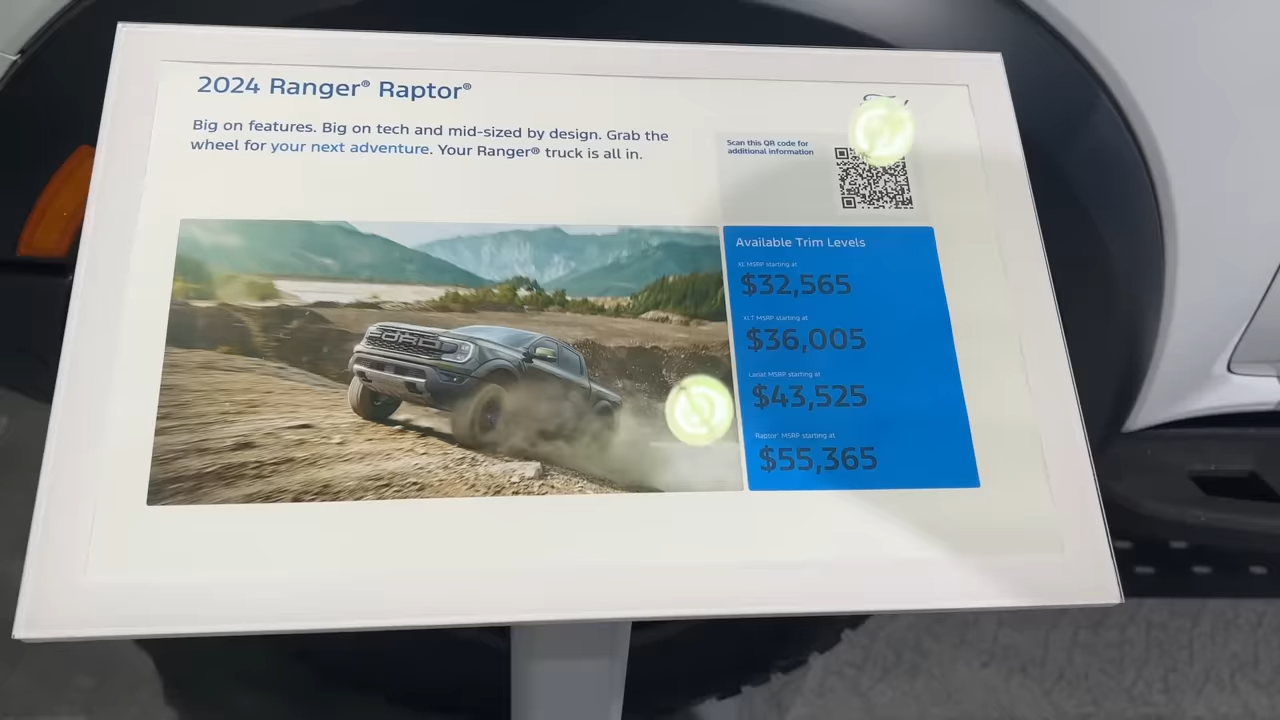 2024 Ranger® Raptor®
Big on features. Big on tech and mid-sized by design. Grab the
wheel for your next adventure. Your Ranger® truck is all in.
Scan this QR code for
additional information
FORD
Available Trim Levels
XL MSRP starting at
$32,565
XLT MSRP starting at
$36,005
Lariat MSRP starting at
$43,525
Raptor® MSRP starting at
$55,365